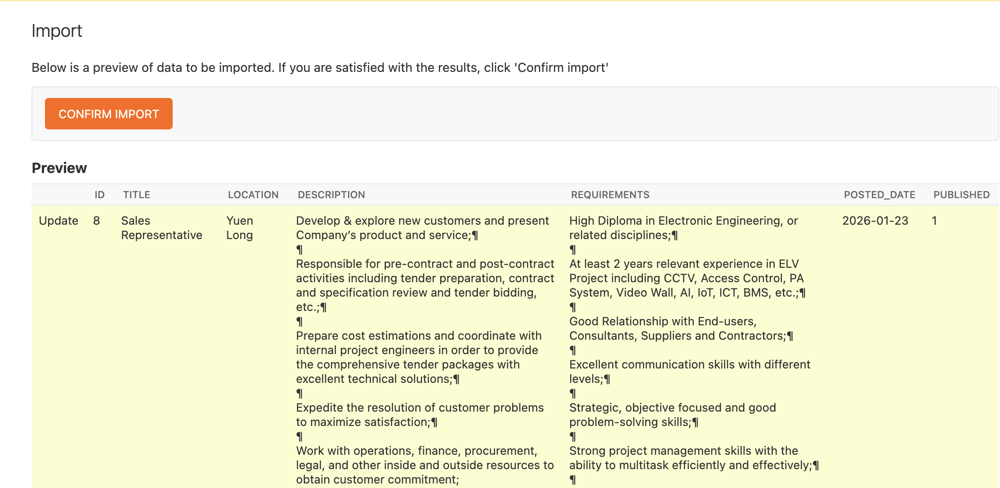 Import
Below is a preview of data to be imported. If you are satisfied with the results, click 'Confirm import'
CONFIRM IMPORT
Preview
ID TITLE LOCATION DESCRIPTION REQUIREMENTS POSTED_DATE PUBLISHED
Update 8 Sales Representative Yuen Long
Develop & explore new customers and present
Company’s product and service;¶
¶
Responsible for pre-contract and post-contract
activities including tender preparation, contract
and specification review and tender bidding,
etc.;¶
¶
Prepare cost estimations and coordinate with
internal project engineers in order to provide
the comprehensive tender packages with
excellent technical solutions;¶
¶
Expedite the resolution of customer problems
to maximize satisfaction;¶
¶
Work with operations, finance, procurement,
legal, and other inside and outside resources to
obtain customer commitment;
High Diploma in Electronic Engineering, or
related disciplines;¶
¶
At least 2 years relevant experience in ELV
Project including CCTV, Access Control, PA
System, Video Wall, AI, IoT, ICT, BMS, etc.;¶
¶
Good Relationship with End-users,
Consultants, Suppliers and Contractors;¶
¶
Excellent communication skills with different
levels;¶
¶
Strategic, objective focused and good
problem-solving skills;¶
¶
Strong project management skills with the
ability to multitask efficiently and effectively;¶
¶
2026-01-23 1